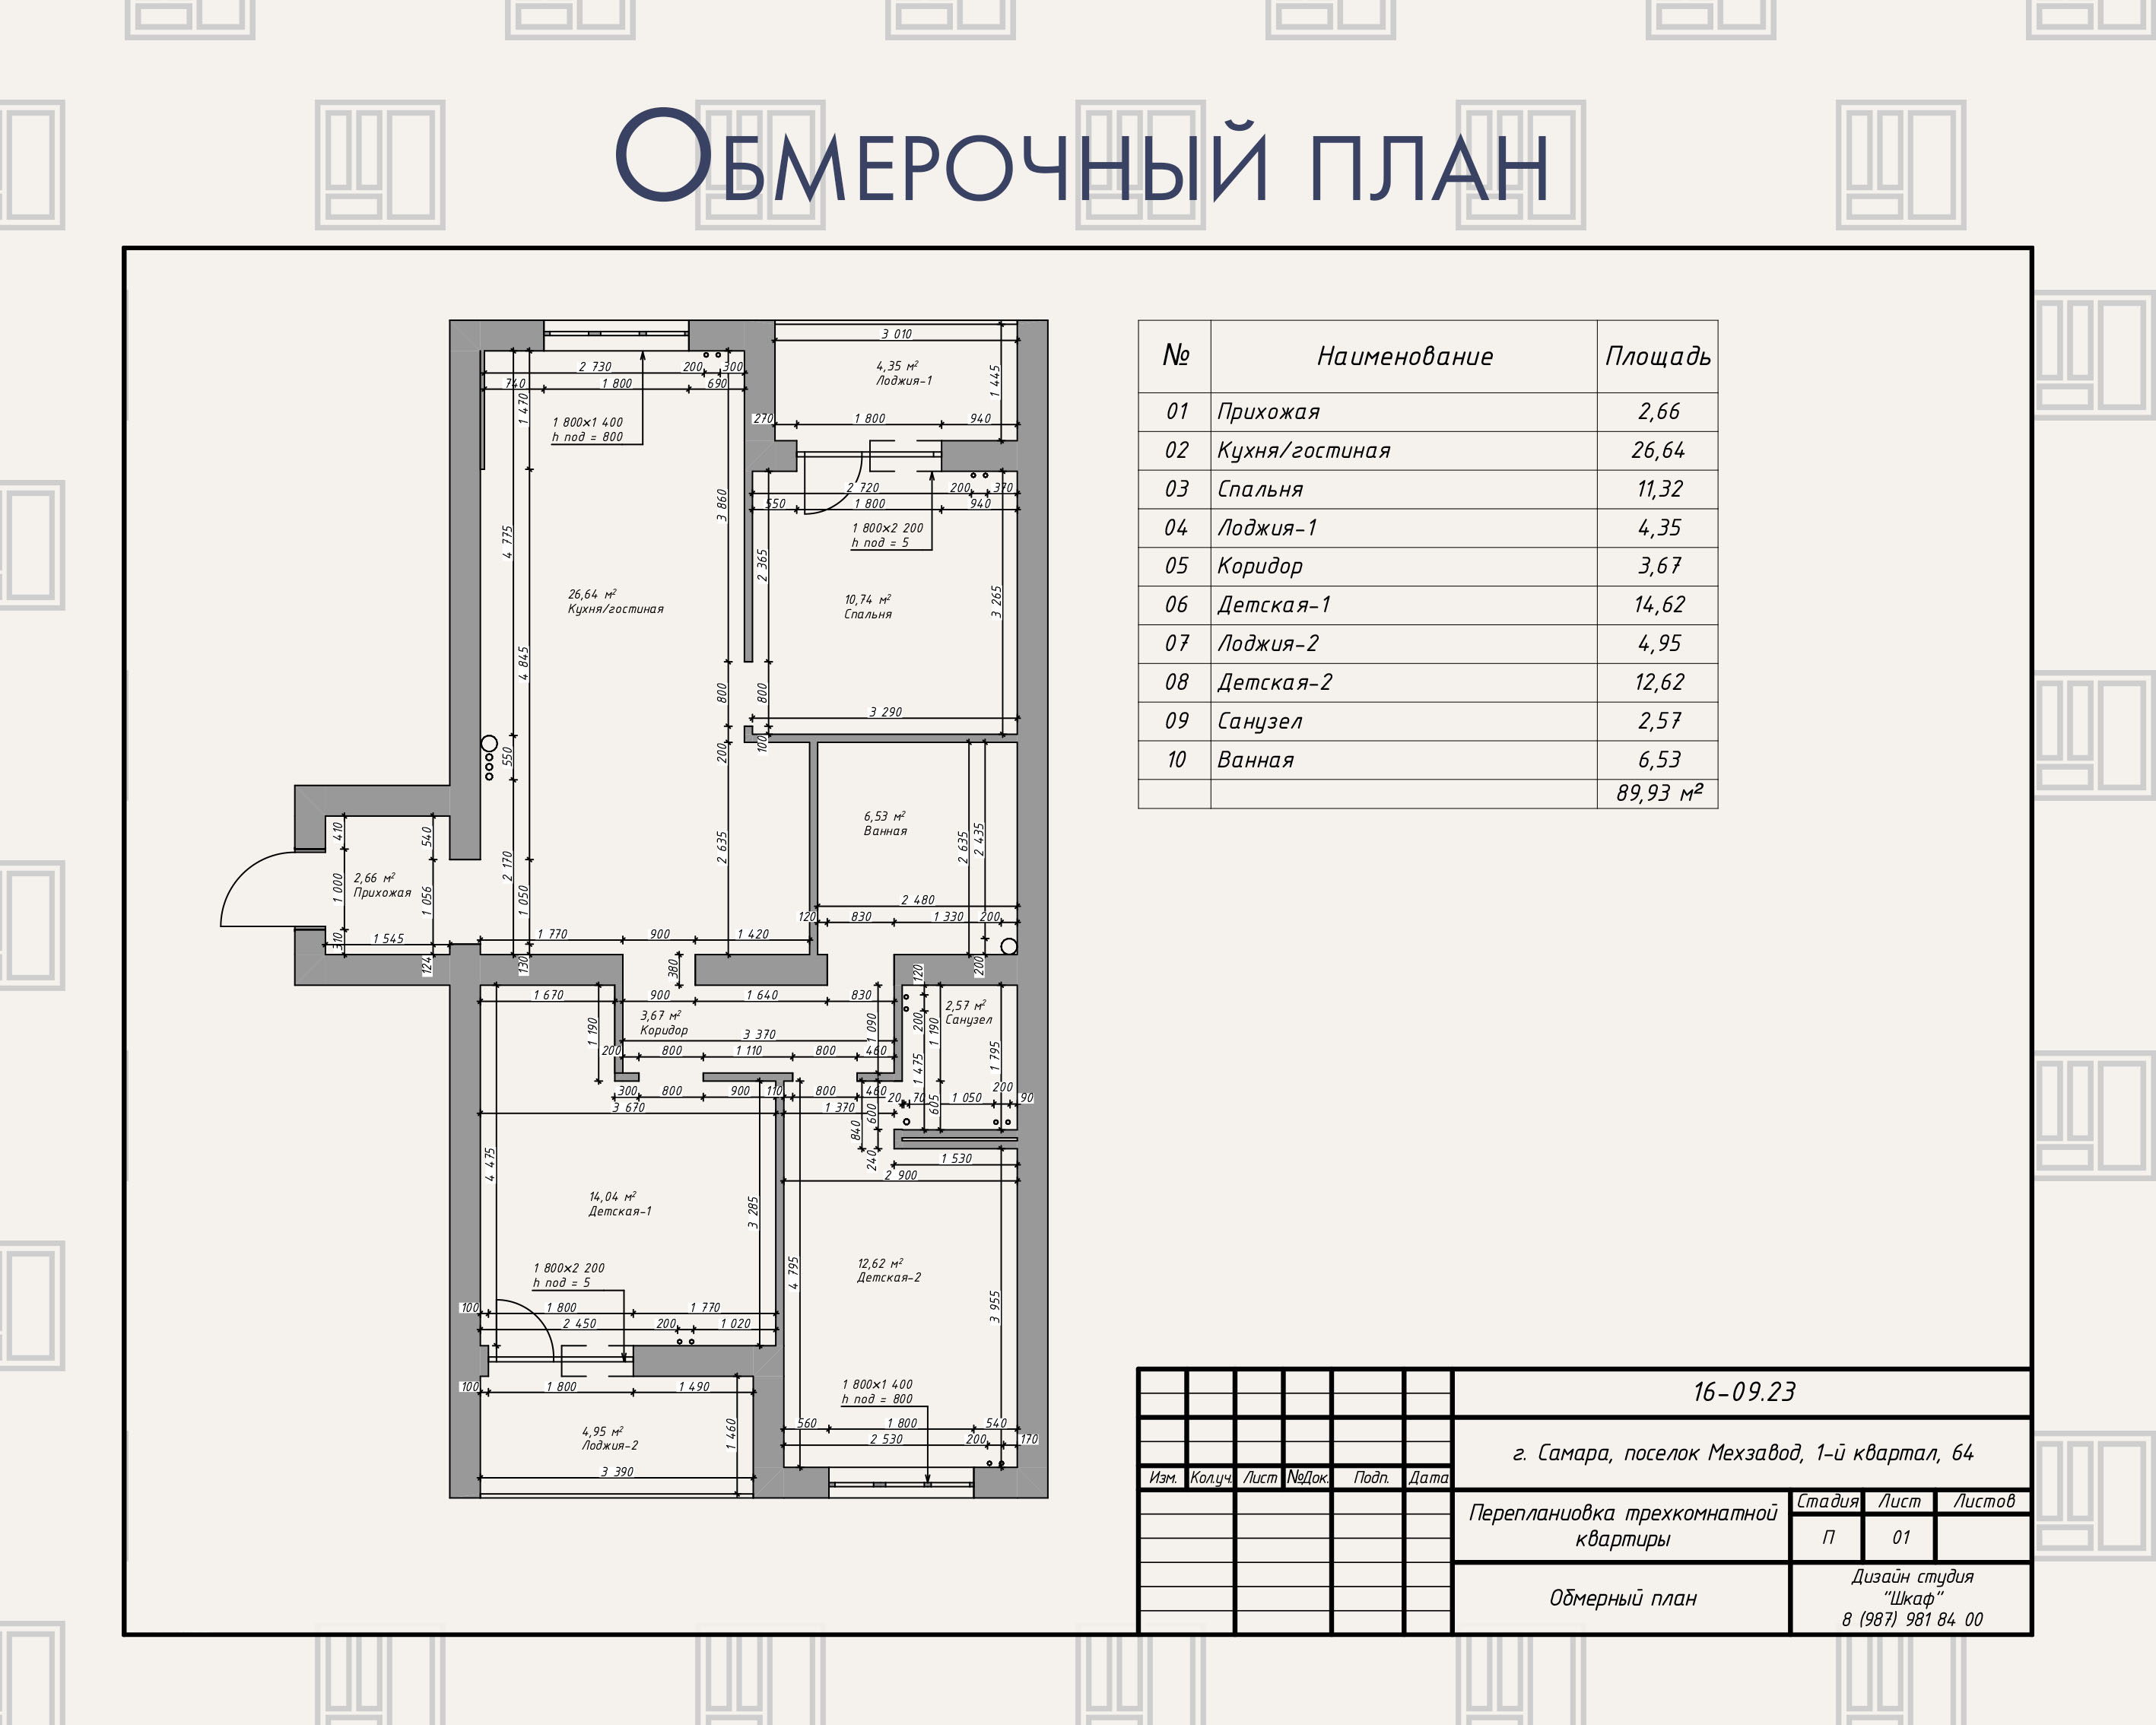 Обмерочный план
3 010
4,35 м²
Лоджия-1
1 445
2 730 200 300
740 1 800 690
1 470
1 800×1 400
h под = 800
270 1 800 940
2 720 200 370
550 1 800 940
3 860
4 775
1 800×2 200
h под = 5
2 365
26,64 м²
Кухня/гостиная
10,74 м²
Спальня
3 265
4 845
800 800
3 290
550
200 100
6,53 м²
Ванная
2 635 2 435
410 540
2 170
2 635
2,66 м²
Прихожая
1 000 1 056
1 050
2 480
120 830 1 330 200
310 1 545
1 770 900 1 420
124 130 380 200
120
1 670 900 1 640 830
2,57 м²
Санузел
3,67 м²
Коридор
1 190
3 370
1 090 200 1 190
200 800 1 110 800 460
1 475 1 795
300 800 900 110 800 460
200
20 70 1 050 90
3 670 1 370
600 605
840
240
1 530
2 900
4 475
14,04 м²
Детская-1
3 285
12,62 м²
Детская-2
4 795
3 955
1 800×2 200
h под = 5
100 1 800 1 770
2 450 200 1 020
100 1 800 1 490
1 800×1 400
h под = 800
4,95 м²
Лоджия-2
1 460
560 1 800 540
2 530 200 170
3 390
№ Наименование Площадь
01 Прихожая 2,66
02 Кухня/гостиная 26,64
03 Спальня 11,32
04 Лоджия-1 4,35
05 Коридор 3,67
06 Детская-1 14,62
07 Лоджия-2 4,95
08 Детская-2 12,62
09 Санузел 2,57
10 Ванная 6,53
89,93 м²
16-09.23
г. Самара, поселок Мехзавод, 1-й квартал, 64
Изм. Кол.уч. Лист №Док. Подп. Дата
Перепланиовка трехкомнатной
квартиры
Стадия Лист Листов
П 01
Обмерный план
Дизайн студия
"Шкаф"
8 (987) 981 84 00